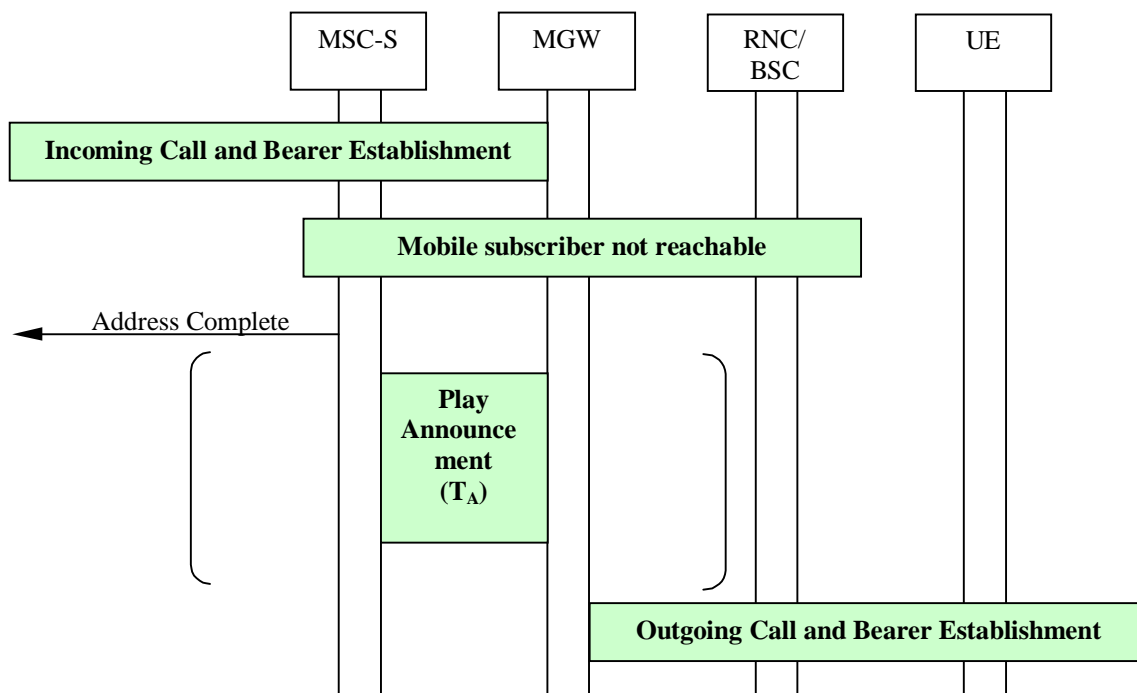 MSC-S
MGW
RNC/
BSC
UE
Incoming Call and Bearer Establishment
Mobile subscriber not reachable
Address Complete
Play
Announce
ment
(TA)
Outgoing Call and Bearer Establishment